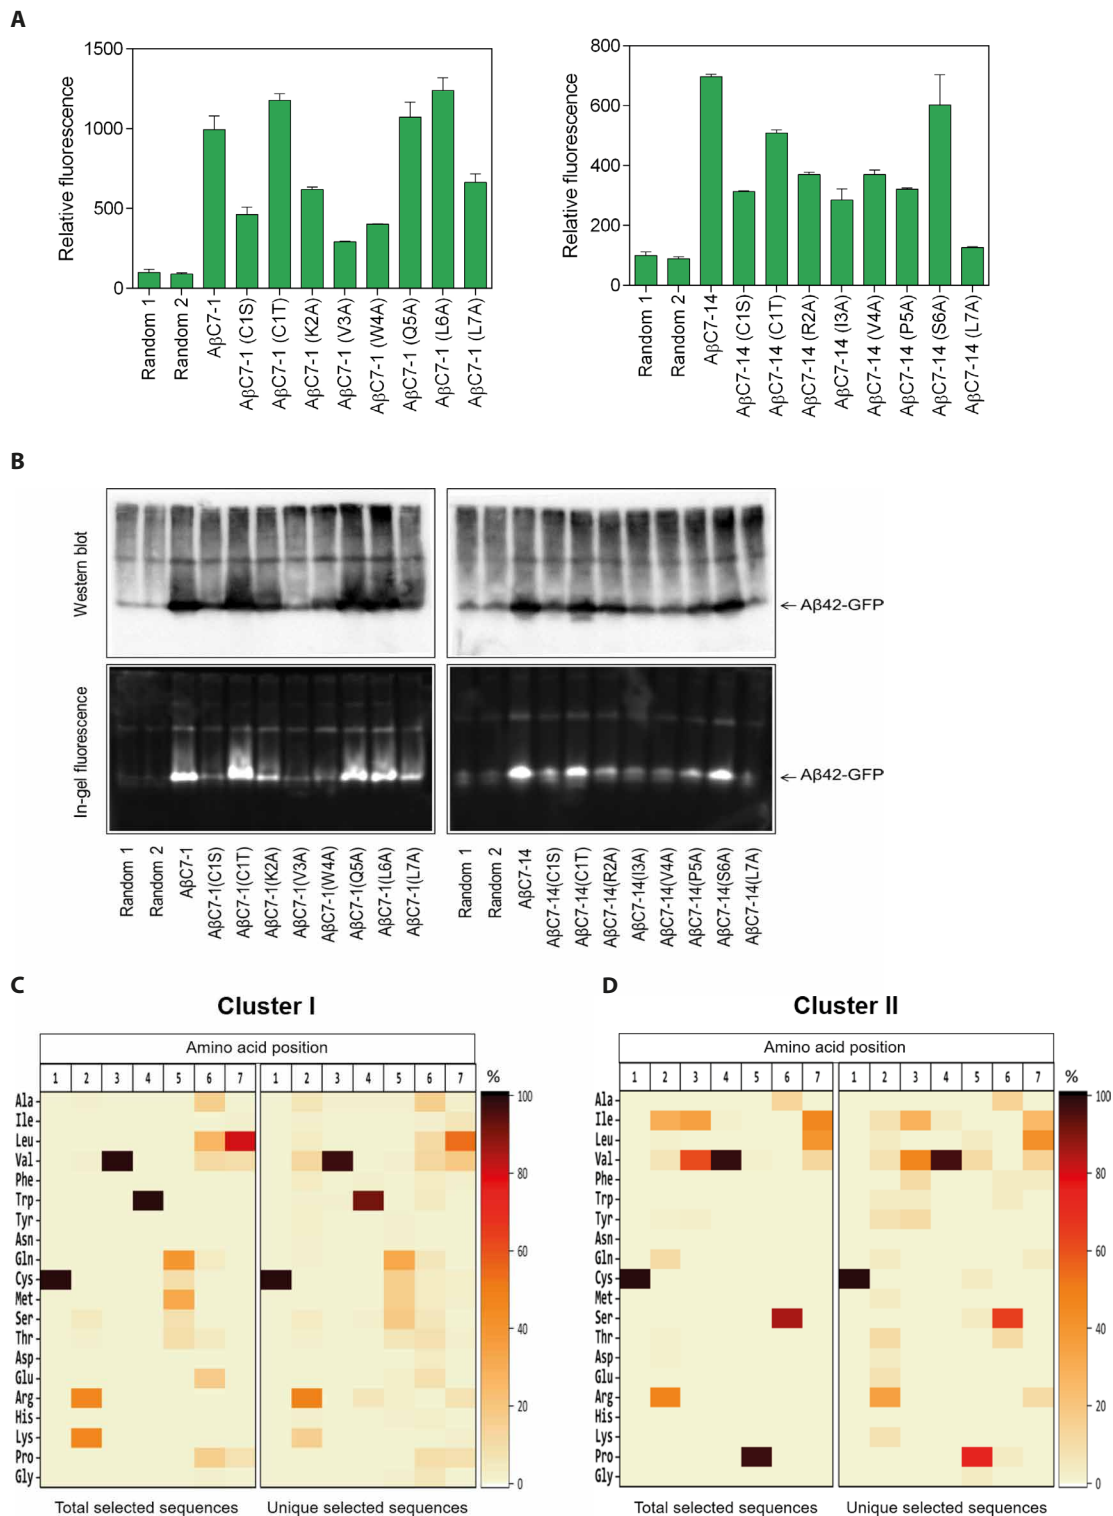 A
Relative fluorescence
1500
1000
500
0
Random 1
Random 2
AβC7-1
AβC7-1 (C1S)
AβC7-1 (C1T)
AβC7-1 (K2A)
AβC7-1 (V3A)
AβC7-1 (W4A)
AβC7-1 (Q5A)
AβC7-1 (L6A)
AβC7-1 (L7A)
Relative fluorescence
800
600
400
200
0
Random 1
Random 2
AβC7-14
AβC7-14 (C1S)
AβC7-14 (C1T)
AβC7-14 (R2A)
AβC7-14 (I3A)
AβC7-14 (V4A)
AβC7-14 (P5A)
AβC7-14 (S6A)
AβC7-14 (L7A)
B
Western blot
← Aβ42-GFP
In-gel fluorescence
← Aβ42-GFP
Random 1
Random 2
AβC7-1
AβC7-1(C1S)
AβC7-1(C1T)
AβC7-1(K2A)
AβC7-1(V3A)
AβC7-1(W4A)
AβC7-1(Q5A)
AβC7-1(L6A)
AβC7-1(L7A)
Random 1
Random 2
AβC7-14
AβC7-14(C1S)
AβC7-14(C1T)
AβC7-14(R2A)
AβC7-14(I3A)
AβC7-14(V4A)
AβC7-14(P5A)
AβC7-14(S6A)
AβC7-14(L7A)
C
Cluster I
Amino acid position
1 2 3 4 5 6 7 1 2 3 4 5 6 7 %
Ala
Ile
Leu
Val
Phe
Trp
Tyr
Asn
Gln
Cys
Met
Ser
Thr
Asp
Glu
Arg
His
Lys
Pro
Gly
100
80
60
40
20
0
Total selected sequences Unique selected sequences
D
Cluster II
Amino acid position
1 2 3 4 5 6 7 1 2 3 4 5 6 7 %
Ala
Ile
Leu
Val
Phe
Trp
Tyr
Asn
Gln
Cys
Met
Ser
Thr
Asp
Glu
Arg
His
Lys
Pro
Gly
100
80
60
40
20
0
Total selected sequences Unique selected sequences